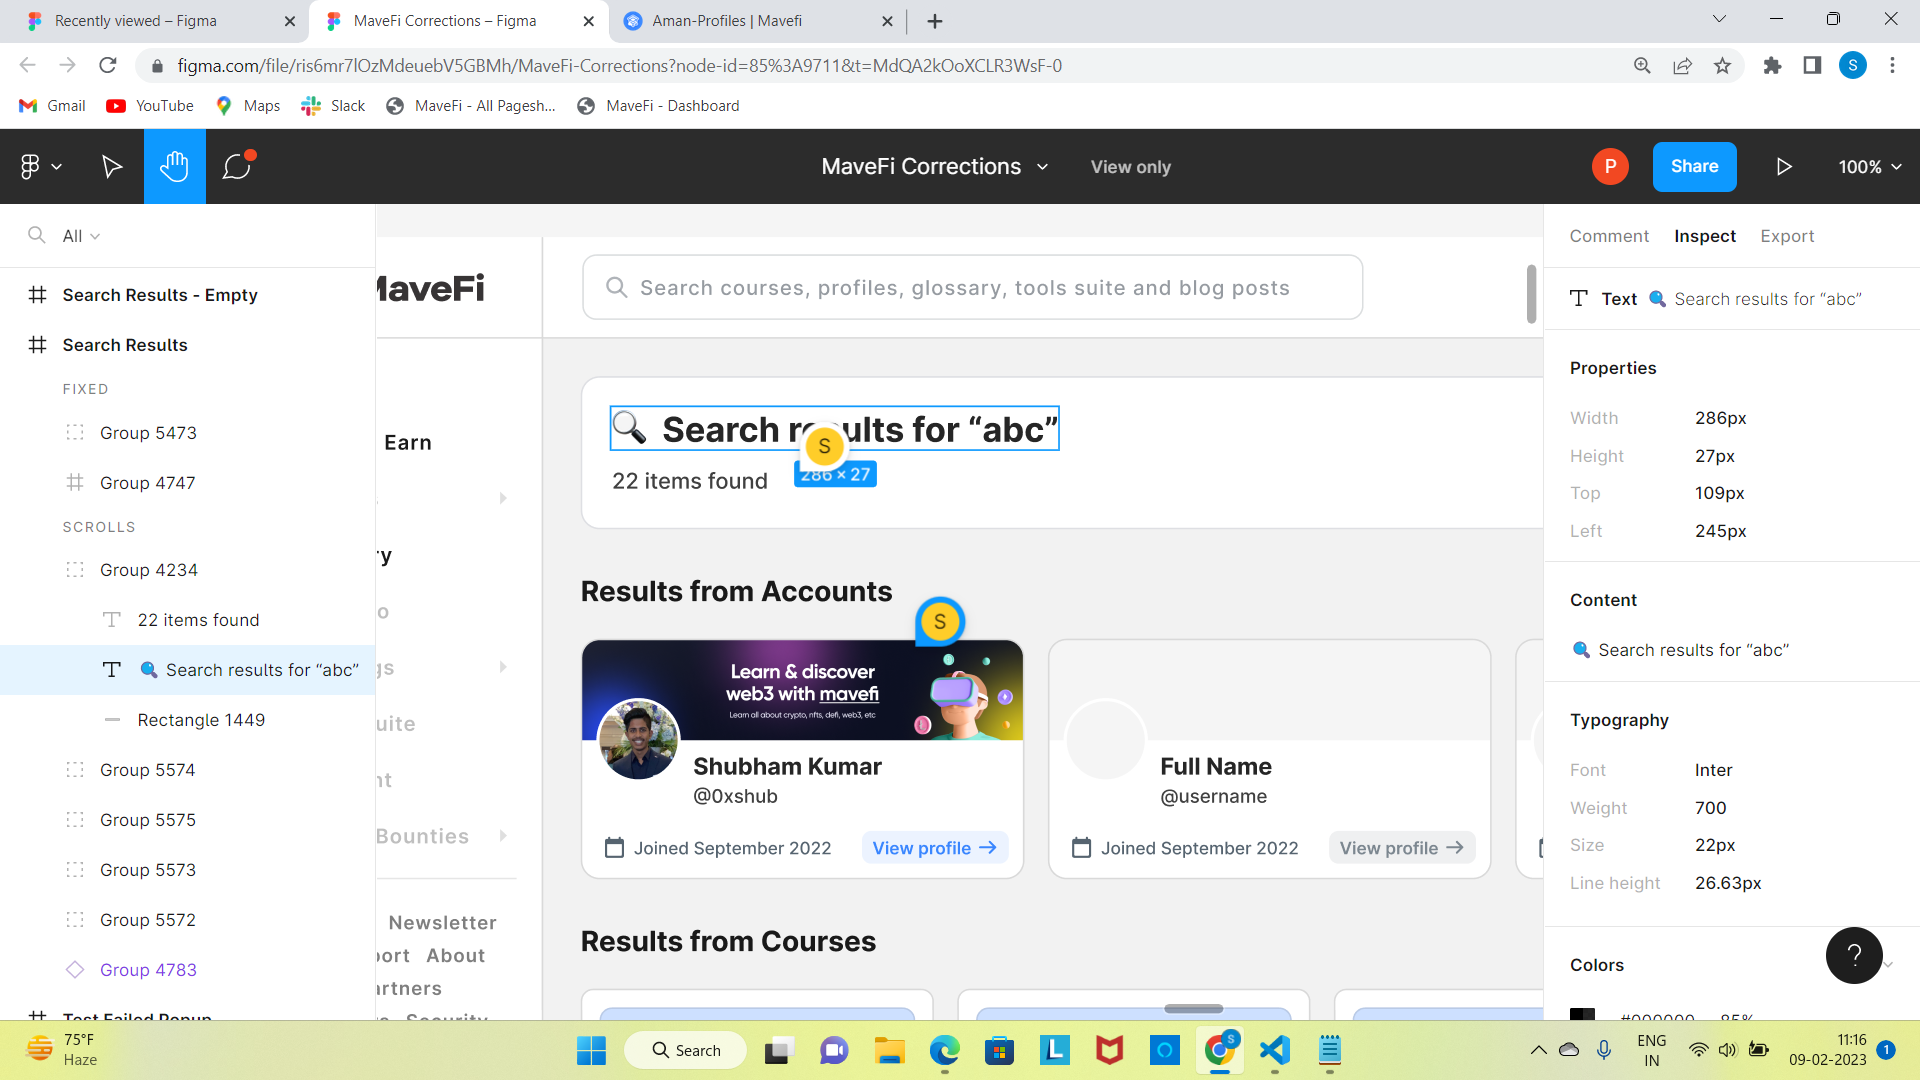 Recently viewed – Figma
MaveFi Corrections – Figma
Aman-Profiles | Mavefi
figma.com/file/ris6mr7lOzMdeuebV5GBMh/MaveFi-Corrections?node-id=85%3A9711&t=MdQA2kOoXCLR3WsF-0
S
Gmail
YouTube
Maps
Slack
MaveFi - All Pagesh...
MaveFi - Dashboard
MaveFi Corrections
View only
P
Share
100%
All
Search Results - Empty
Search Results
FIXED
Group 5473
Group 4747
SCROLLS
Group 4234
22 items found
🔍 Search results for “abc”
Rectangle 1449
Group 5574
Group 5575
Group 5573
Group 5572
Group 4783
Test Failed Popup
MaveFi
Earn
ry
o
gs
uite
nt
Bounties
Newsletter
port About
artners
Security
Search courses, profiles, glossary, tools suite and blog posts
🔍 Search results for “abc”
S
22 items found
286 × 27
Results from Accounts
S
Learn & discover
web3 with mavefi
Learn all about crypto, nfts, defi, web3, etc
Shubham Kumar
@0xshub
Joined September 2022
View profile →
Full Name
@username
Joined September 2022
View profile →
Results from Courses
Comment
Inspect
Export
Text 🔍 Search results for “abc”
Properties
Width 286px
Height 27px
Top 109px
Left 245px
Content
🔍 Search results for “abc”
Typography
Font Inter
Weight 700
Size 22px
Line height 26.63px
Colors
?
#000000 85%
75°F
Haze
Search
L
S
ENG
IN
11:16
09-02-2023
1